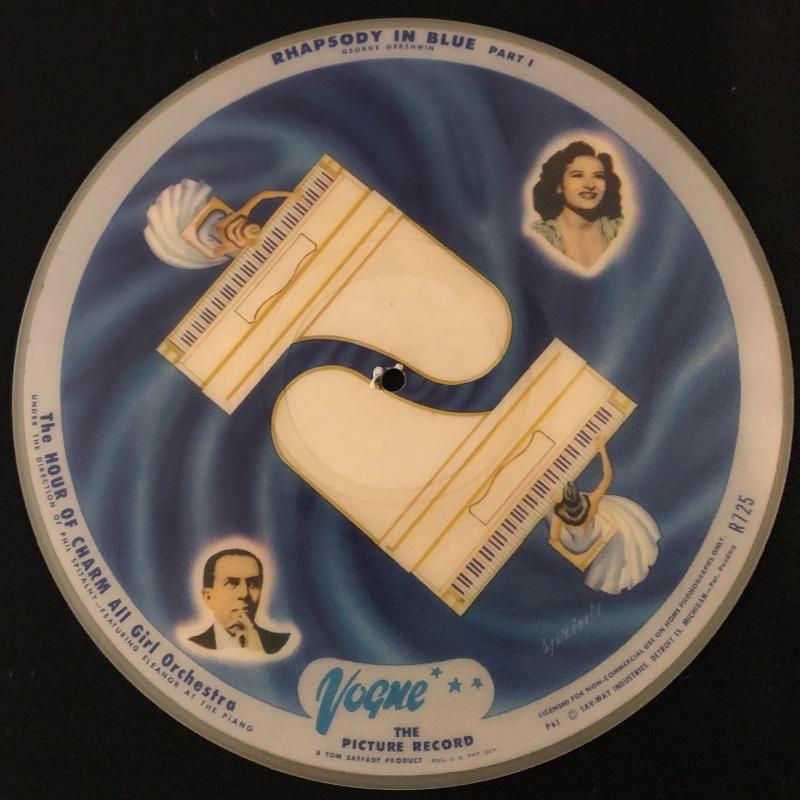 RHAPSODY IN BLUE PART I
GEORGE GERSHWIN
The HOUR OF CHARM All Girl Orchestra
UNDER THE DIRECTION OF PHIL SPITALNY—FEATURING ELEANOR AT THE PIANO
Vogue
THE
PICTURE RECORD
A TOM SAFFADY PRODUCT REG. U.S. PAT. OFF.
LICENSED FOR NON-COMMERCIAL USE ON HOME PHONOGRAPHS ONLY.
P61 © SAV-WAY INDUSTRIES, DETROIT 13, MICHIGAN—Pat. Pending
R725